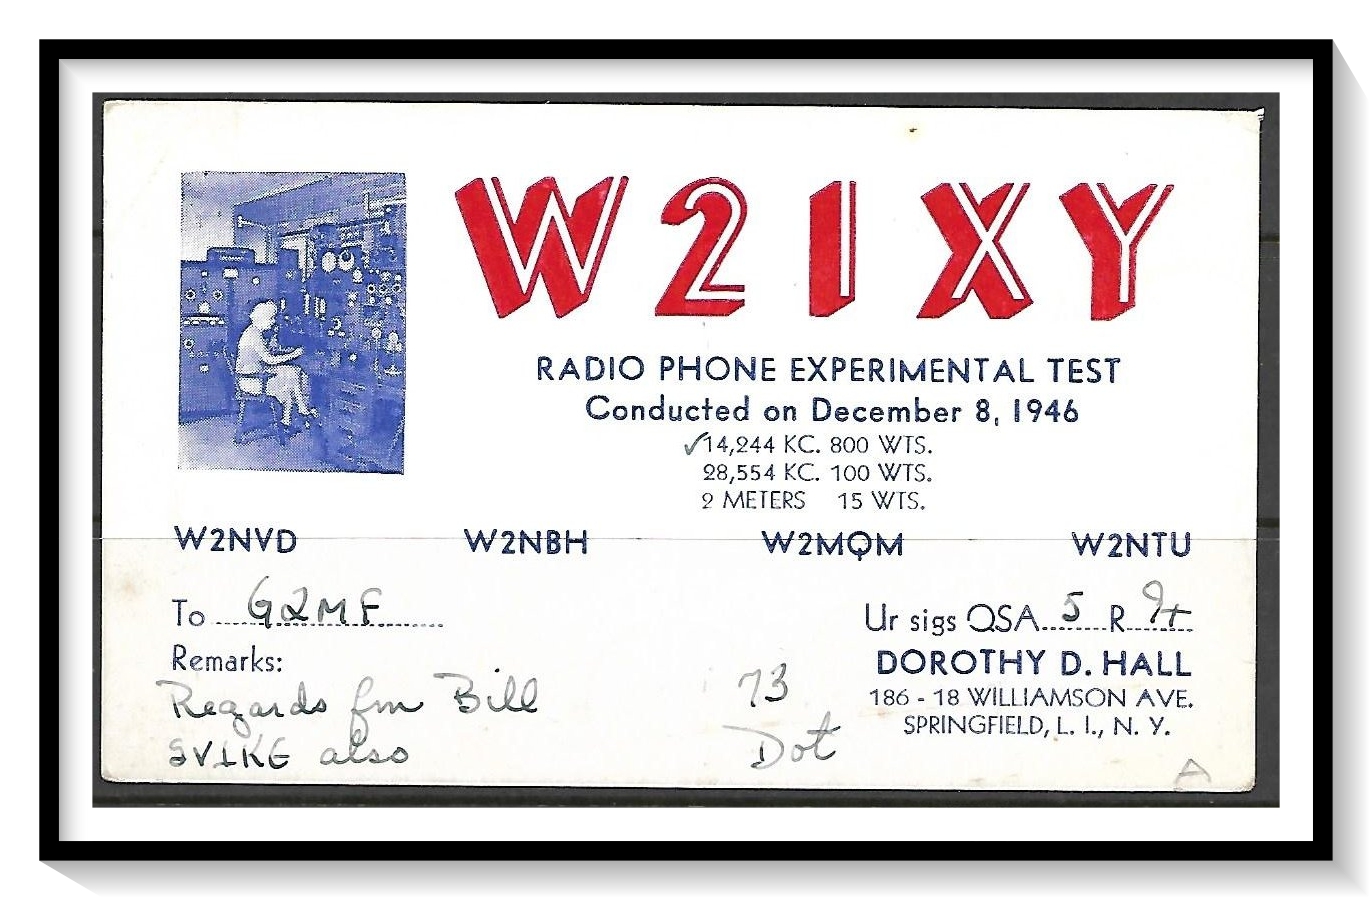 W2IXY
RADIO PHONE EXPERIMENTAL TEST
Conducted on December 8, 1946
✓14,244 KC. 800 WTS.
28,554 KC. 100 WTS.
2 METERS 15 WTS.
W2NVD W2NBH W2MQM W2NTU
To G2MF Ur sigs QSA 5 R 9+
Remarks: DOROTHY D. HALL
Regards fm Bill 73 186 - 18 WILLIAMSON AVE.
SV1KE also Dot SPRINGFIELD, L. I., N. Y.
A